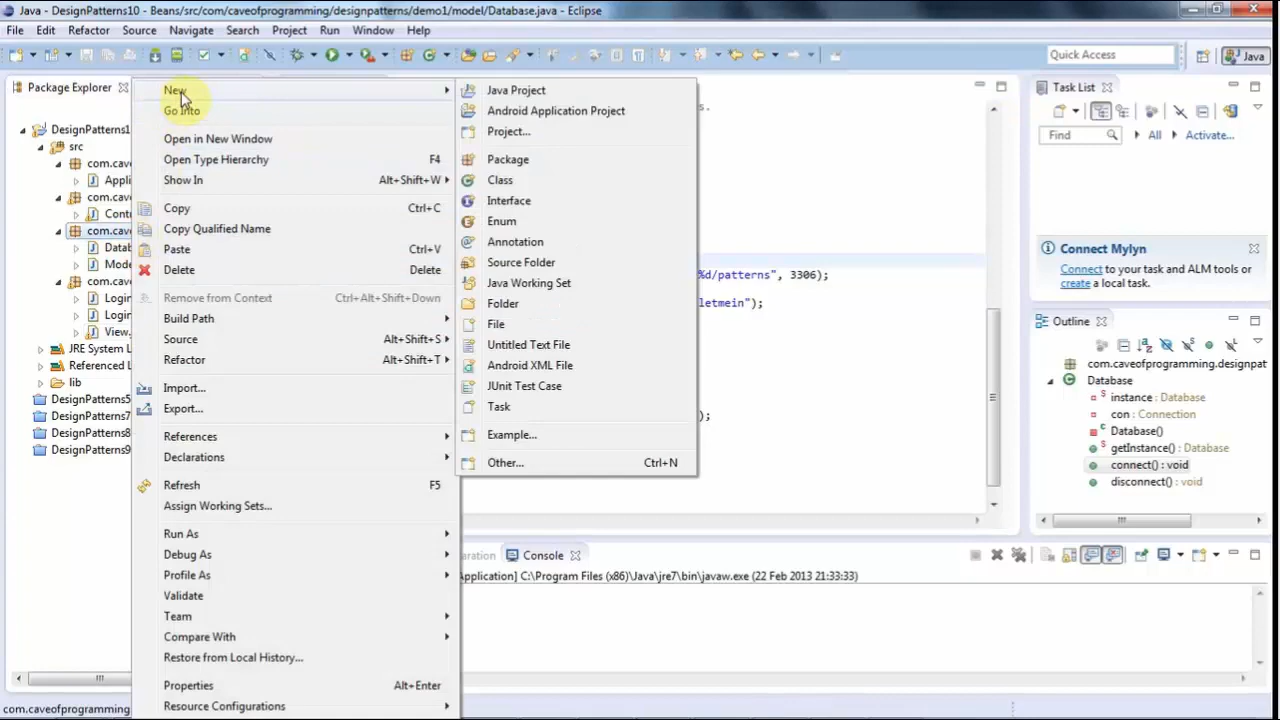 Java - DesignPatterns10 - Beans/src/com/caveofprogramming/designpatterns/demo1/model/Database.java - Eclipse
File Edit Refactor Source Navigate Search Project Run Window Help
Quick Access
Java
Package Explorer
DesignPatterns1
src
com.cave
Appli
com.cave
Contr
com.cave
Datab
Mode
com.cave
Login
Login
View.
JRE System L
Referenced L
lib
DesignPatterns5
DesignPatterns7
DesignPatterns8
DesignPatterns9
New
Go Into
Open in New Window
Open Type Hierarchy F4
Show In Alt+Shift+W
Copy Ctrl+C
Copy Qualified Name
Paste Ctrl+V
Delete Delete
Remove from Context Ctrl+Alt+Shift+Down
Build Path
Source Alt+Shift+S
Refactor Alt+Shift+T
Import...
Export...
References
Declarations
Refresh F5
Assign Working Sets...
Run As
Debug As
Profile As
Validate
Team
Compare With
Restore from Local History...
Properties Alt+Enter
Resource Configurations
Java Project
Android Application Project
Project...
Package
Class
Interface
Enum
Annotation
Source Folder
Java Working Set
Folder
File
Untitled Text File
Android XML File
JUnit Test Case
Task
Example...
Other... Ctrl+N
s.
%d/patterns", 3306);
letmein");
);
Task List
Find All Activate...
Connect Mylyn
Connect to your task and ALM tools or
create a local task.
Outline
com.caveofprogramming.designpat
Database
instance : Database
con : Connection
Database()
getInstance() : Database
connect() : void
disconnect() : void
aration Console
Application] C:\Program Files (x86)\Java\jre7\bin\javaw.exe (22 Feb 2013 21:33:33)
com.caveofprogramming